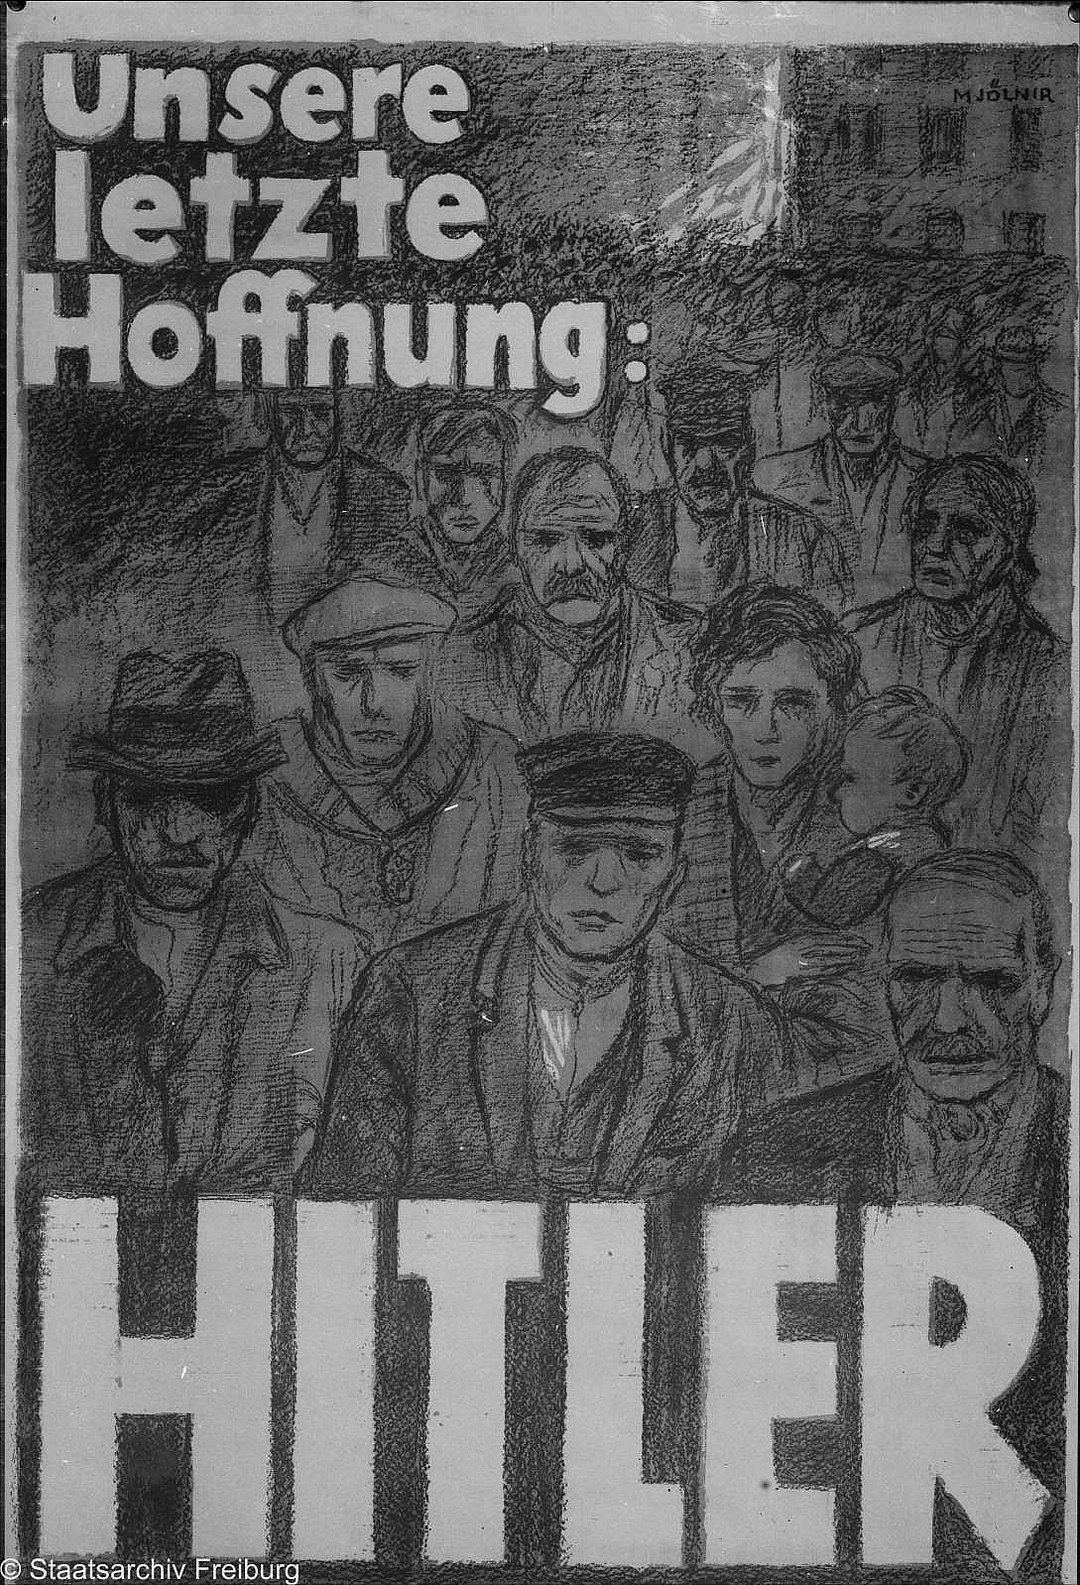 Unsere
MJÖLNIR
letzte
Hoffnung:
HITLER
© Staatsarchiv Freiburg